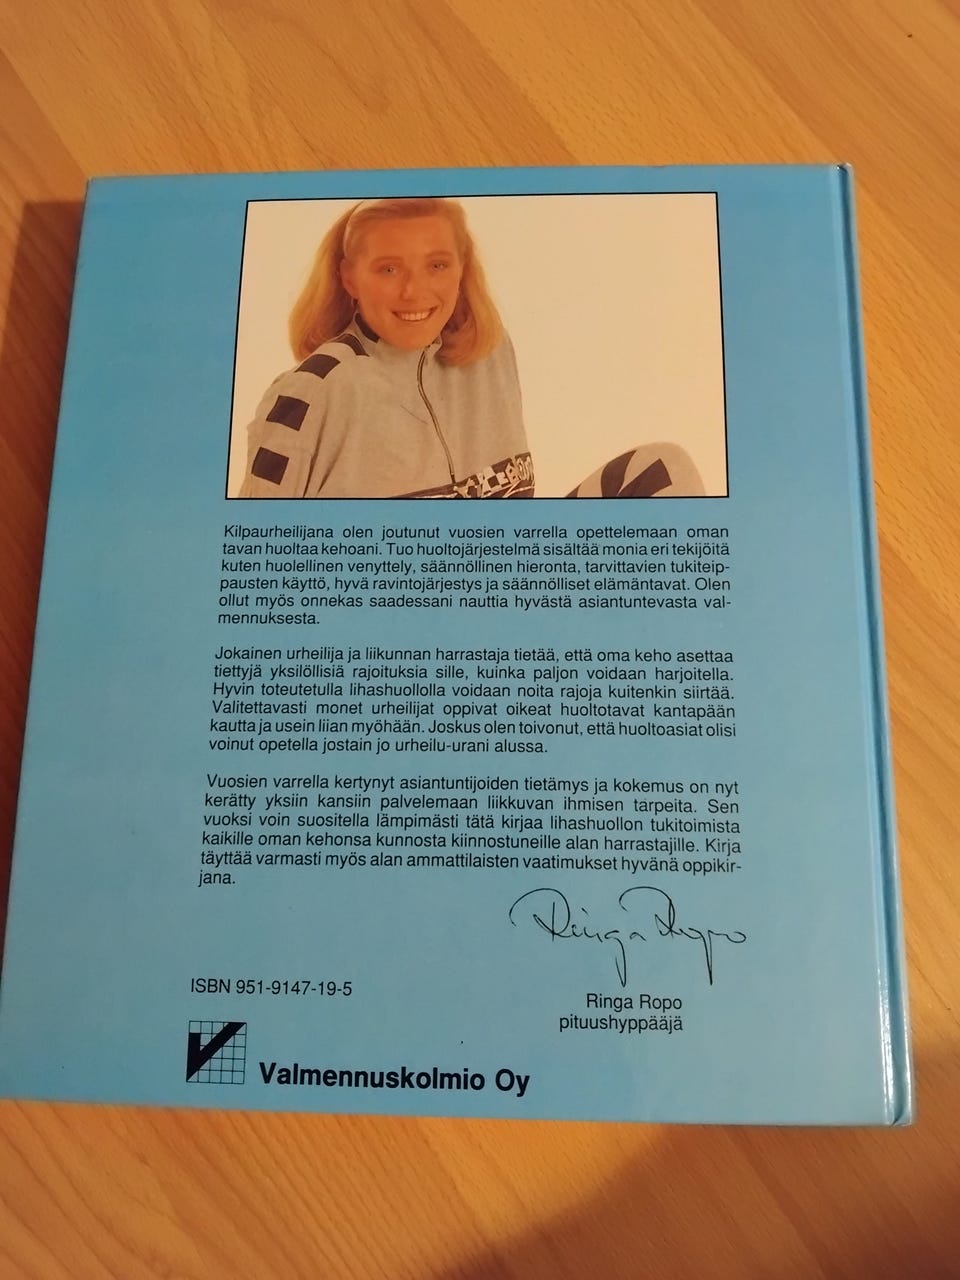 Kilpaurheilijana olen joutunut vuosien varrella opettelemaan oman
tavan huoltaa kehoani. Tuo huoltojärjestelmä sisältää monia eri tekijöitä
kuten huolellinen venyttely, säännöllinen hieronta, tarvittavien tukiteip-
pausten käyttö, hyvä ravintojärjestys ja säännölliset elämäntavat. Olen
ollut myös onnekas saadessani nauttia hyvästä asiantuntevasta val-
mennuksesta.
Jokainen urheilija ja liikunnan harrastaja tietää, että oma keho asettaa
tiettyjä yksilöllisiä rajoituksia sille, kuinka paljon voidaan harjoitella.
Hyvin toteutetulla lihashuollolla voidaan noita rajoja kuitenkin siirtää.
Valitettavasti monet urheilijat oppivat oikeat huoltotavat kantapään
kautta ja usein liian myöhään. Joskus olen toivonut, että huoltoasiat olisi
voinut opetella jostain jo urheilu-urani alussa.
Vuosien varrella kertynyt asiantuntijoiden tietämys ja kokemus on nyt
kerätty yksiin kansiin palvelemaan liikkuvan ihmisen tarpeita. Sen
vuoksi voin suositella lämpimästi tätä kirjaa lihashuollon tukitoimista
kaikille oman kehonsa kunnosta kiinnostuneille alan harrastajille. Kirja
täyttää varmasti myös alan ammattilaisten vaatimukset hyvänä oppikir-
jana.
Ringa Ropo
ISBN 951-9147-19-5
Ringa Ropo
pituushyppääjä
Valmennuskolmio Oy